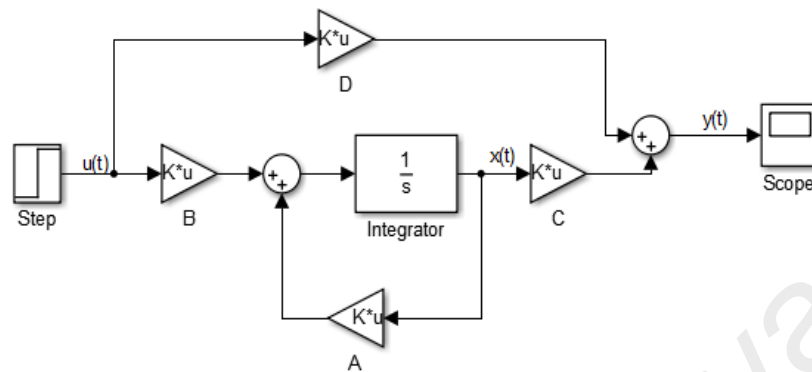 K*u
D
u(t)
K*u
+
+
1
s
x(t)
K*u
+
+
y(t)
Step
B
Integrator
C
Scope
K*u
A